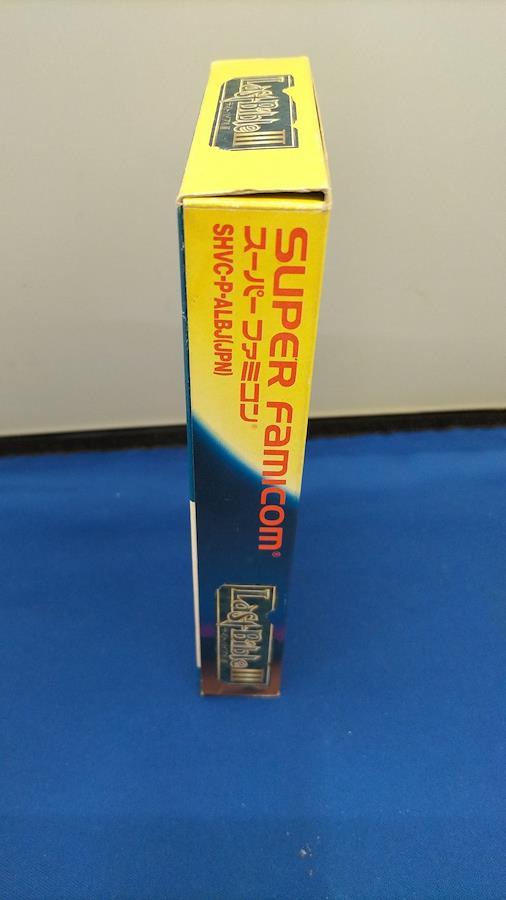 Last Bible III
SUPER FAMICOM®
スーパーファミコン®
SHVC-P-ALBJ(JPN)
Last Bible III